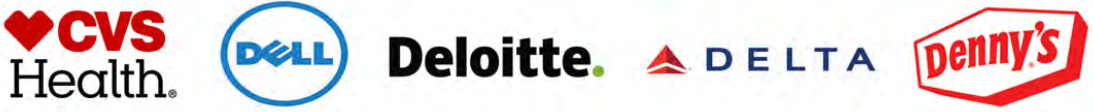 CVS
Health.
DELL
Deloitte.
DELTA
Denny's